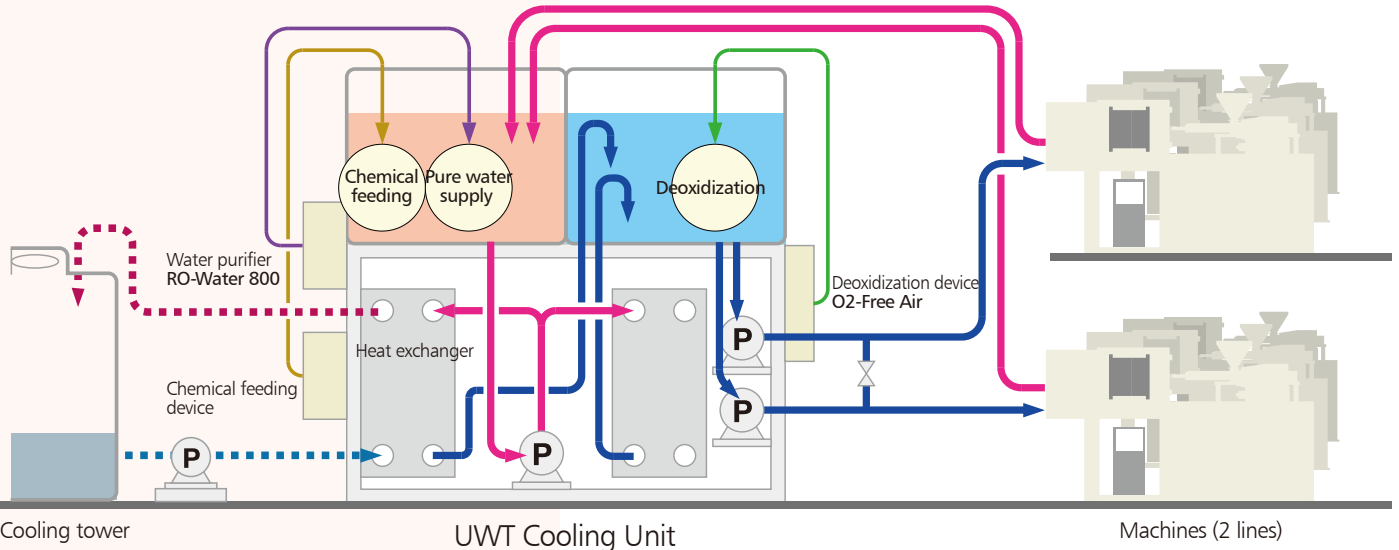 Chemical
feeding
Pure water
supply
Deoxidization
Water purifier
RO-Water 800
Deoxidization device
O2-Free Air
P
Heat exchanger
Chemical feeding
device
P
P
P
Cooling tower
UWT Cooling Unit
Machines (2 lines)